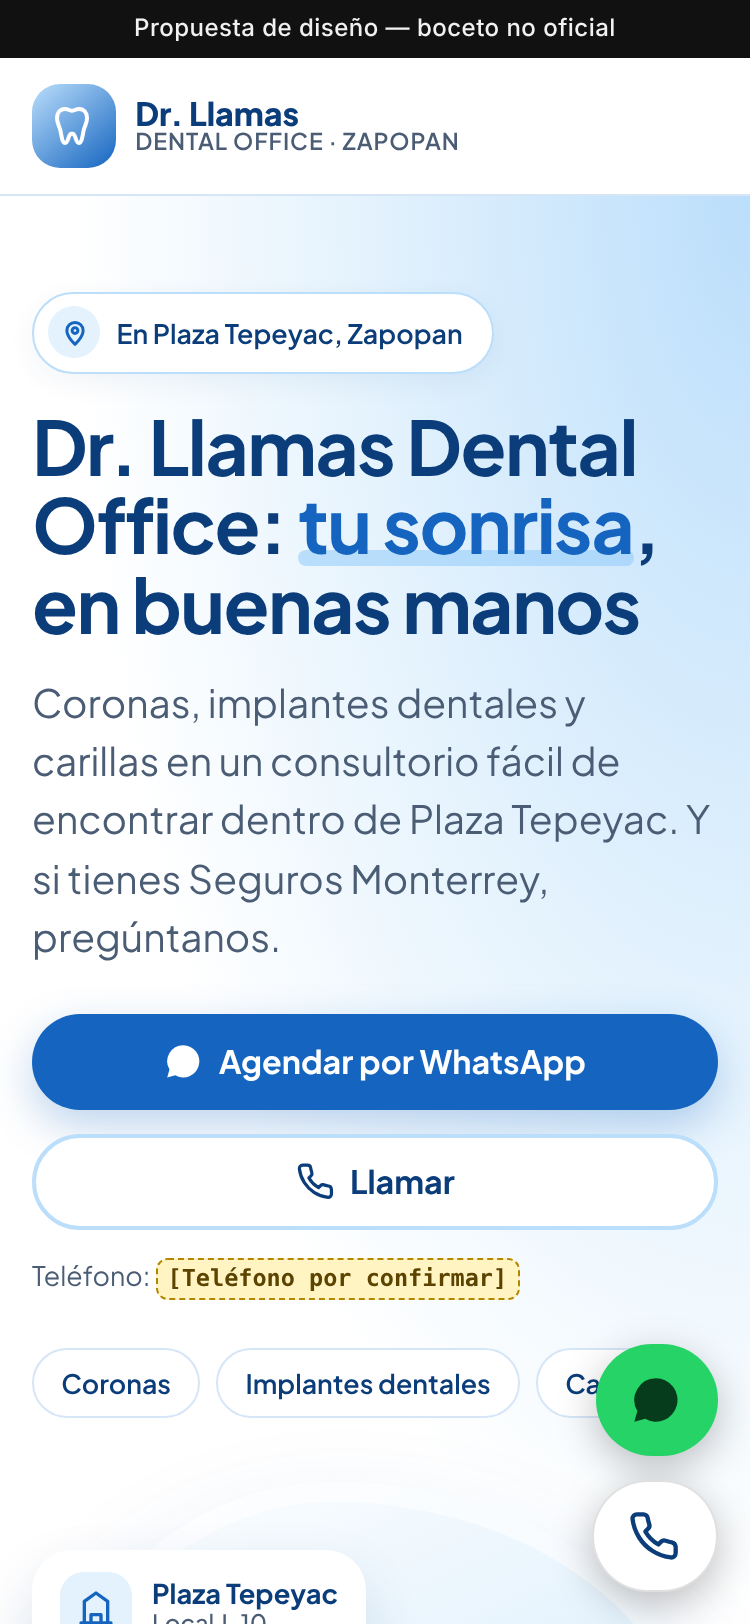 Propuesta de diseño — boceto no oficial
Dr. Llamas
DENTAL OFFICE · ZAPOPAN
En Plaza Tepeyac, Zapopan
Dr. Llamas Dental
Office: tu sonrisa,
en buenas manos
Coronas, implantes dentales y
carillas en un consultorio fácil de
encontrar dentro de Plaza Tepeyac. Y
si tienes Seguros Monterrey,
pregúntanos.
Agendar por WhatsApp
Llamar
Teléfono: [Teléfono por confirmar]
Coronas
Implantes dentales
Plaza Tepeyac
Local L-10